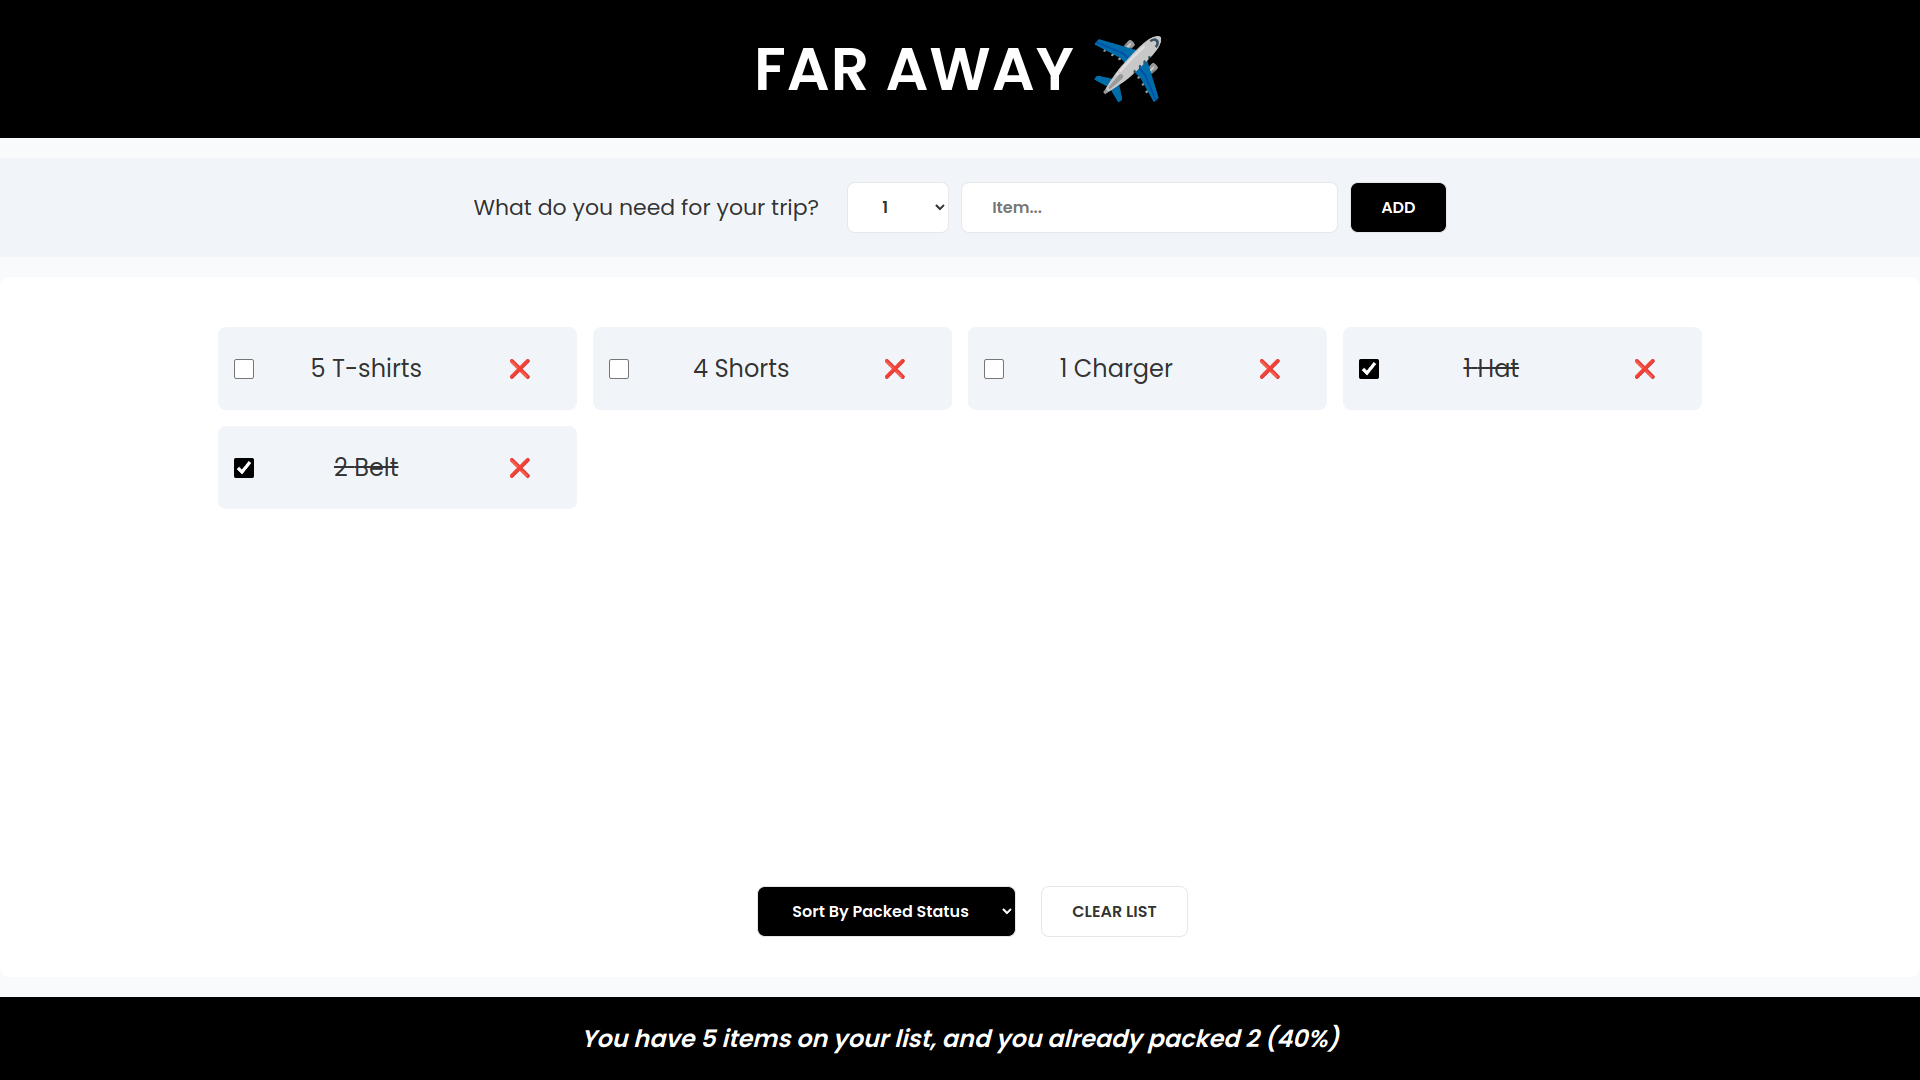 FAR AWAY
What do you need for your trip? 1 Item... ADD
5 T-shirts 4 Shorts 1 Charger 1 Hat
2 Belt
Sort By Packed Status CLEAR LIST
You have 5 items on your list, and you already packed 2 (40%)